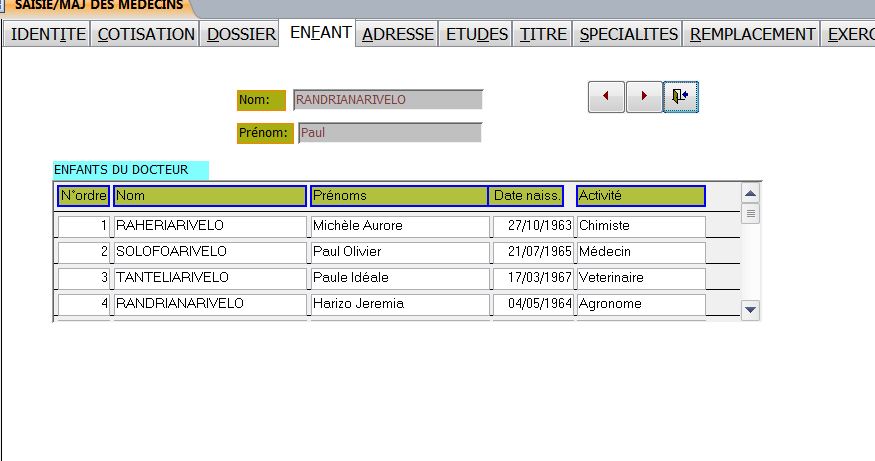 SAISIE/MAJ DES MEDECINS
IDENTITE COTISATION DOSSIER ENFANT ADRESSE ETUDES TITRE SPECIALITES REMPLACEMENT EXERC
Nom: RANDRIANARIVELO
Prénom: Paul
ENFANTS DU DOCTEUR
N°ordre Nom Prénoms Date naiss. Activité
1 RAHERIARIVELO Michèle Aurore 27/10/1963 Chimiste
2 SOLOFOARIVELO Paul Olivier 21/07/1965 Médecin
3 TANTELIARIVELO Paule Idéale 17/03/1967 Veterinaire
4 RANDRIANARIVELO Harizo Jeremia 04/05/1964 Agronome